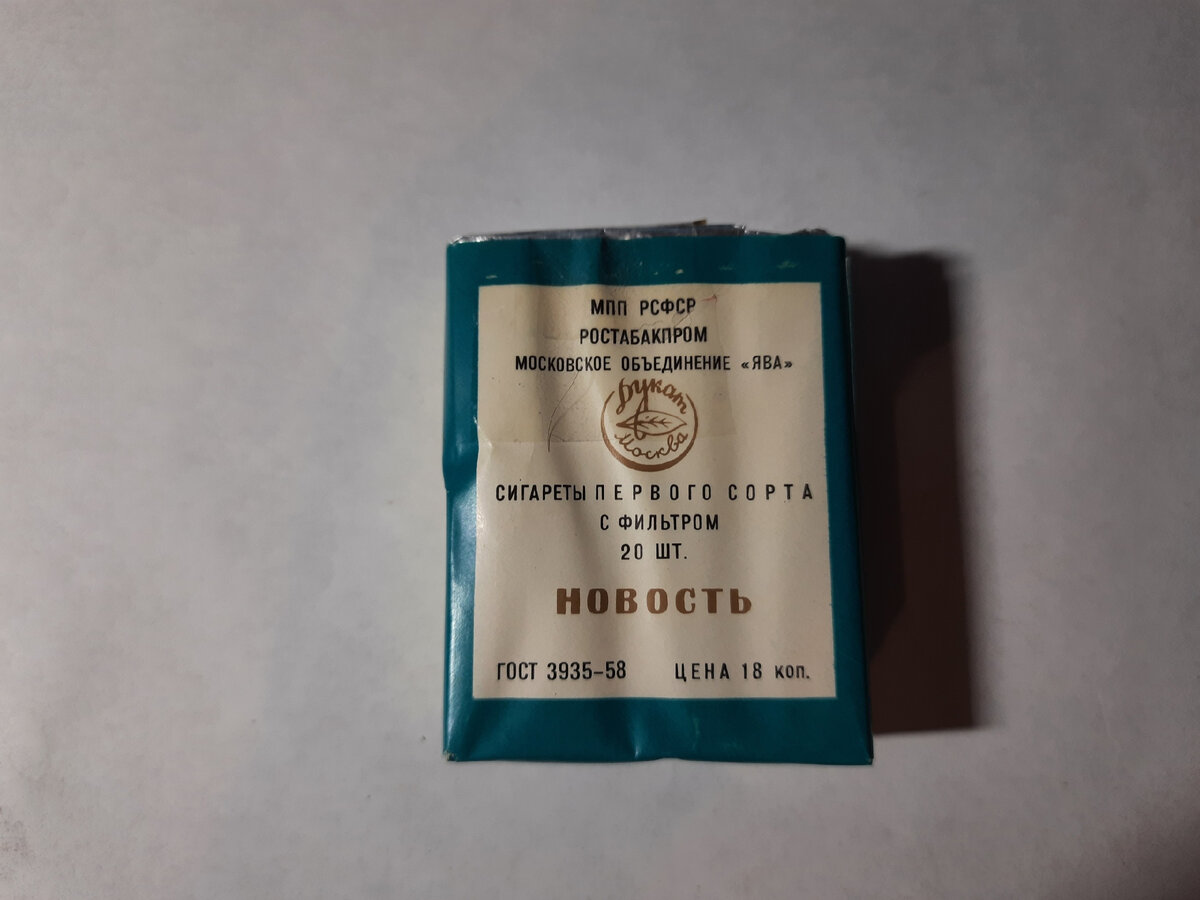 МПП РСФСР
РОСТАБАКПРОМ
МОСКОВСКОЕ ОБЪЕДИНЕНИЕ «ЯВА»
Дукат
Москва
СИГАРЕТЫ ПЕРВОГО СОРТА
С ФИЛЬТРОМ
20 ШТ.
НОВОСТЬ
ГОСТ 3935-58 ЦЕНА 18 коп.